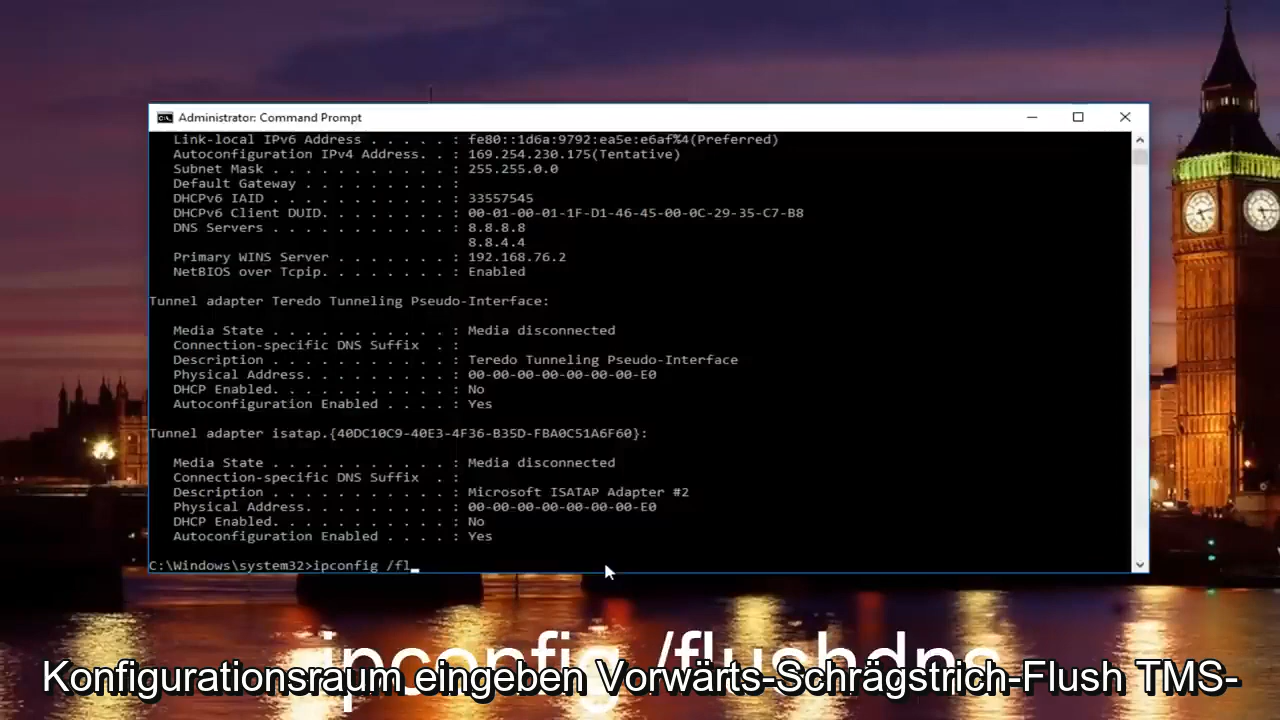 Administrator: Command Prompt
Link-local IPv6 Address . . . . . : fe80::1d6a:9792:ea5e:e6af%4(Preferred)
Autoconfiguration IPv4 Address. . : 169.254.230.175(Tentative)
Subnet Mask . . . . . . . . . . . : 255.255.0.0
Default Gateway . . . . . . . . . :
DHCPv6 IAID . . . . . . . . . . . : 33557545
DHCPv6 Client DUID. . . . . . . . : 00-01-00-01-1F-D1-46-45-00-0C-29-35-C7-B8
DNS Servers . . . . . . . . . . . : 8.8.8.8
8.8.4.4
Primary WINS Server . . . . . . . : 192.168.76.2
NetBIOS over Tcpip. . . . . . . . : Enabled
Tunnel adapter Teredo Tunneling Pseudo-Interface:
Media State . . . . . . . . . . . : Media disconnected
Connection-specific DNS Suffix  . :
Description . . . . . . . . . . . : Teredo Tunneling Pseudo-Interface
Physical Address. . . . . . . . . : 00-00-00-00-00-00-00-E0
DHCP Enabled. . . . . . . . . . . : No
Autoconfiguration Enabled . . . . : Yes
Tunnel adapter isatap.{40DC10C9-40E3-4F36-B35D-FBA0C51A6F60}:
Media State . . . . . . . . . . . : Media disconnected
Connection-specific DNS Suffix  . :
Description . . . . . . . . . . . : Microsoft ISATAP Adapter #2
Physical Address. . . . . . . . . : 00-00-00-00-00-00-00-E0
DHCP Enabled. . . . . . . . . . . : No
Autoconfiguration Enabled . . . . : Yes
C:\Windows\system32>ipconfig /fl
ipconfig /flushdns
Konfigurationsraum eingeben Vorwärts-Schrägstrich-Flush TMS-